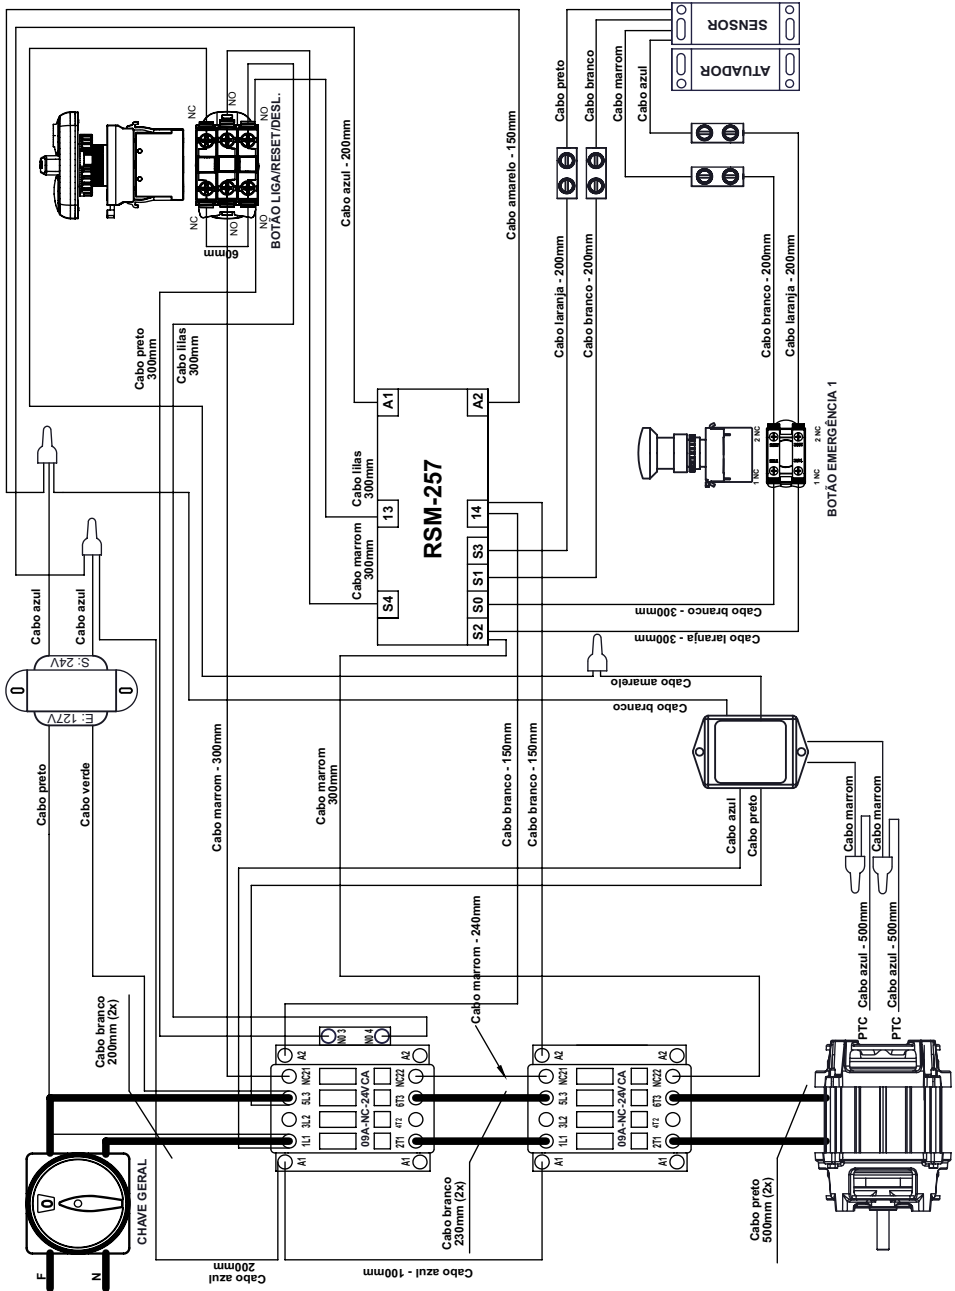 SENSOR
ATUADOR
Cabo preto
Cabo branco
Cabo marrom
Cabo azul
NC
NO
NO
NC
NO
NO
BOTÃO LIGA/RESET/DESL.
60mm
Cabo azul - 200mm
Cabo amarelo - 150mm
Cabo laranja - 200mm
Cabo branco - 200mm
Cabo branco - 200mm
Cabo laranja - 200mm
Cabo preto
300mm
Cabo lilas
300mm
A1
A2
RSM-257
13
14
S4
S3
S1
S0
S2
Cabo lilas
300mm
Cabo marrom
300mm
2 NC
2 NC
1 NC
1 NC
BOTÃO EMERGÊNCIA 1
Cabo branco - 300mm
Cabo laranja - 300mm
Cabo azul
Cabo azul
S: 24V
E: 127V
Cabo preto
Cabo verde
Cabo amarelo
Cabo branco
Cabo marrom - 300mm
Cabo marrom
300mm
Cabo branco - 150mm
Cabo branco - 150mm
Cabo azul
Cabo preto
Cabo marrom
Cabo marrom
Cabo azul - 500mm
Cabo azul - 500mm
PTC
PTC
Cabo marrom - 240mm
Cabo branco
200mm (2x)
N0 3
N0 4
A2
A2
NC21
NC22
5L3
6T3
3L2
4T2
1L1
2T1
A1
A1
09A-NC-24VCA
A2
A2
NC21
NC22
5L3
6T3
3L2
4T2
1L1
2T1
A1
A1
09A-NC-24VCA
0
CHAVE GERAL
F
N
Cabo azul
200mm
Cabo azul - 100mm
Cabo branco
230mm (2x)
Cabo preto
500mm (2x)